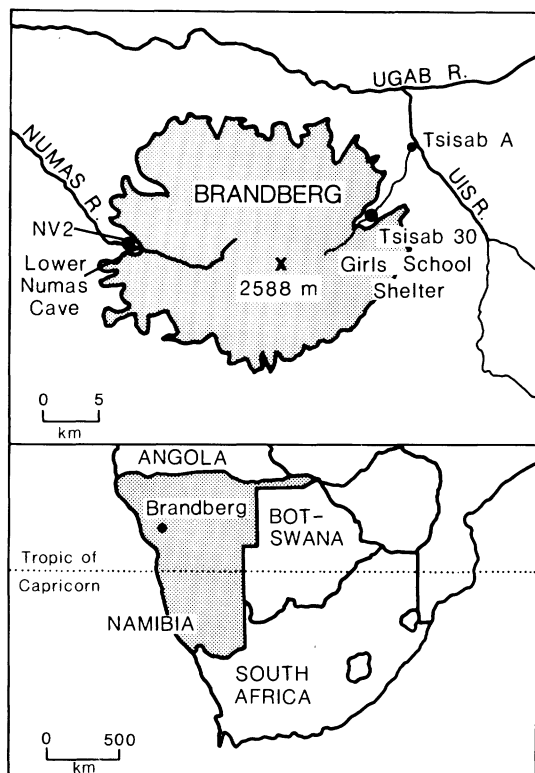 UGAB R.
NUMAS R.
Tsisab A
UIS R.
BRANDBERG
NV2
Tsisab 30
Lower
Numas
Cave
Girls School
Shelter
X
2588 m
0 5
km
ANGOLA
Brandberg
BOT-
SWANA
Tropic of
Capricorn
NAMIBIA
SOUTH
AFRICA
0 500
km